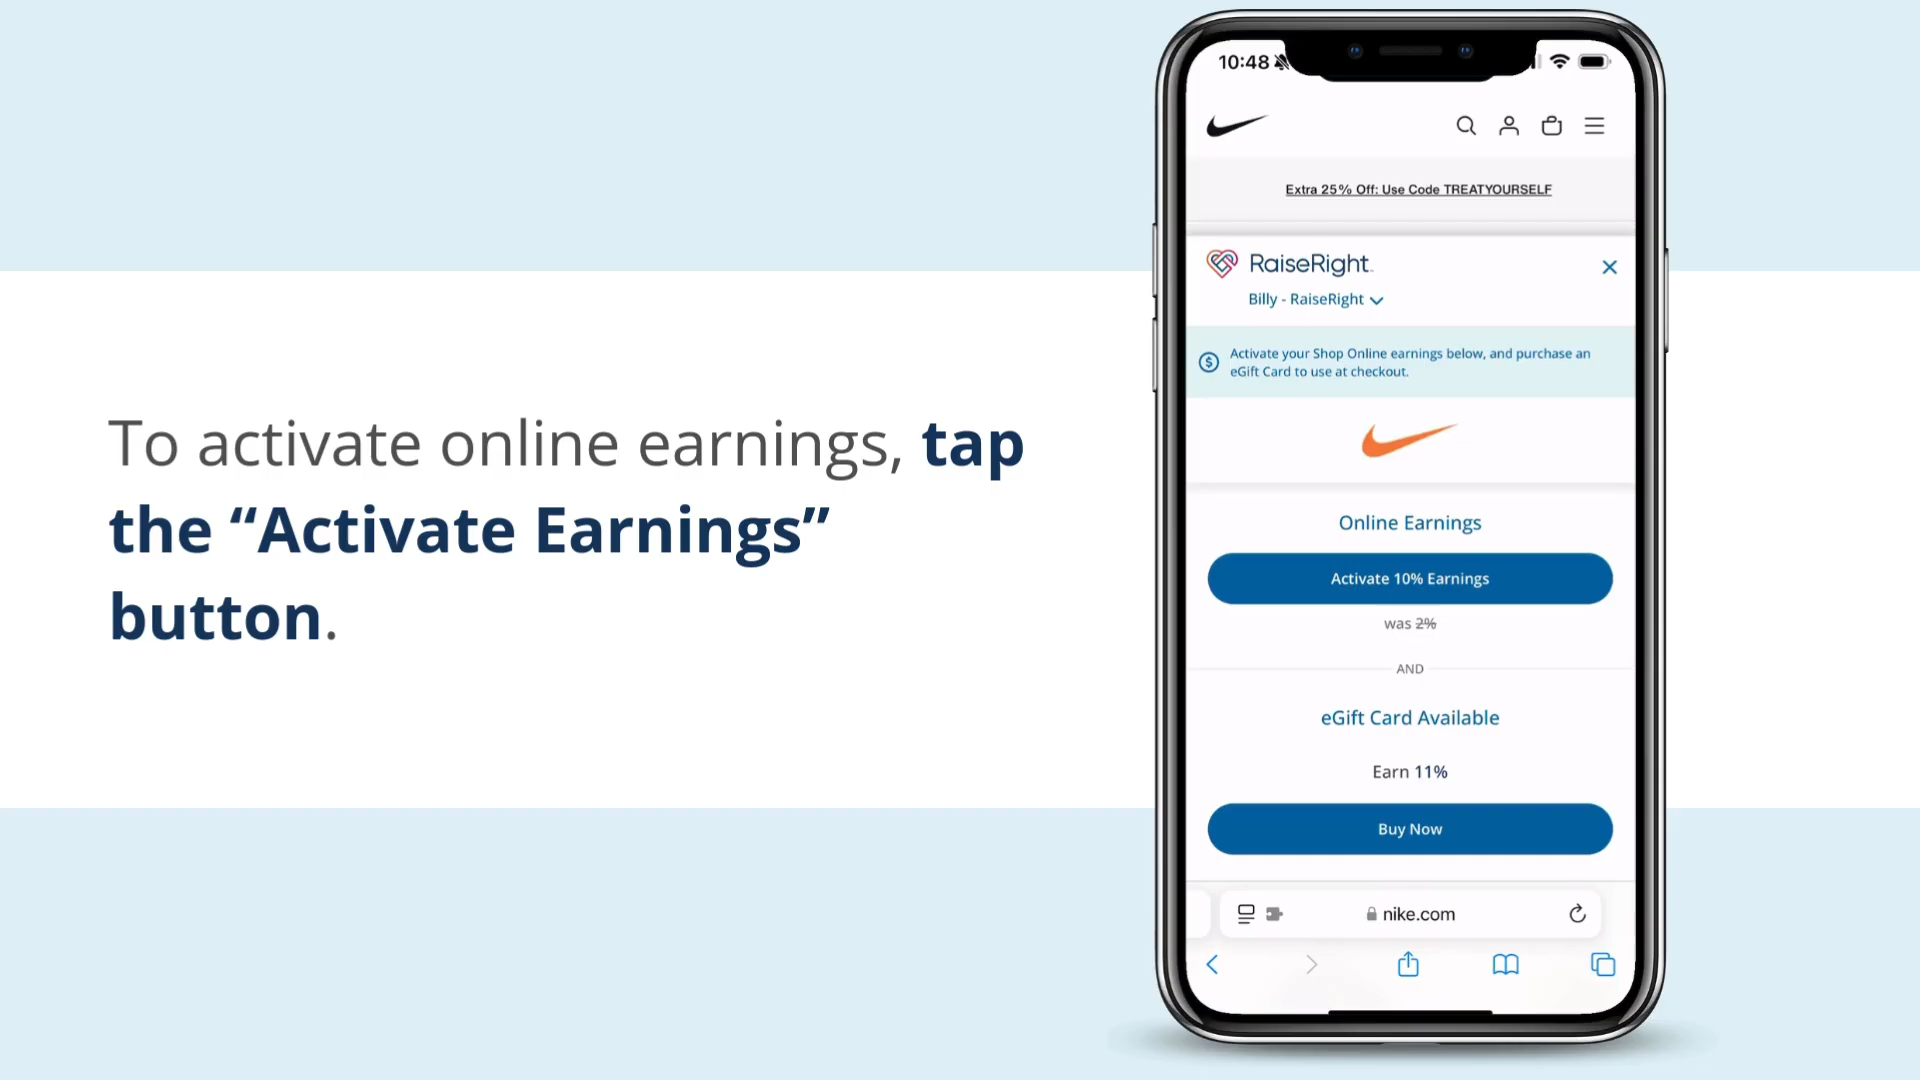 To activate online earnings, tap
the “Activate Earnings”
button.
10:48
Extra 25% Off: Use Code TREATYOURSELF
RaiseRight
Billy - RaiseRight
Activate your Shop Online earnings below, and purchase an
eGift Card to use at checkout.
Online Earnings
Activate 10% Earnings
was 2%
AND
eGift Card Available
Earn 11%
Buy Now
nike.com